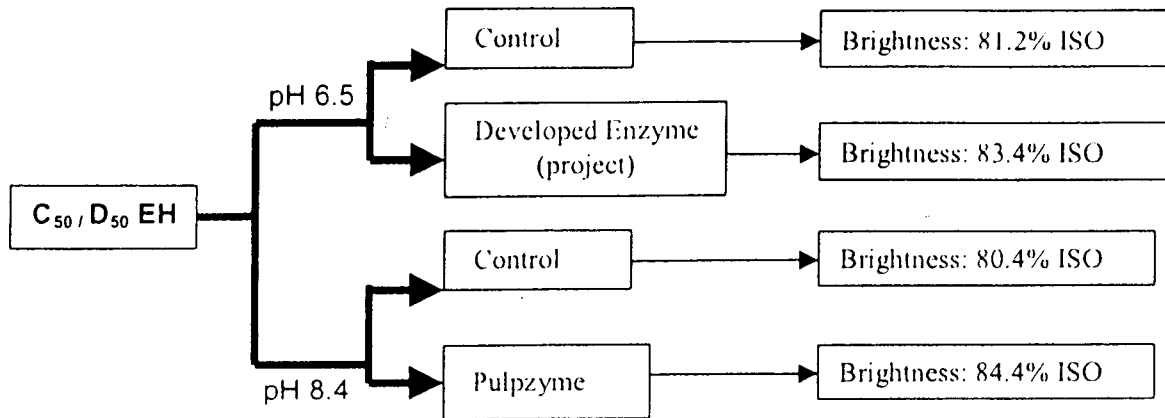 Control
Brightness: 81.2% ISO
pH 6.5
Developed Enzyme
(project)
Brightness: 83.4% ISO
C₅₀ / D₅₀ EH
Control
Brightness: 80.4% ISO
pH 8.4
Pulpzyme
Brightness: 84.4% ISO